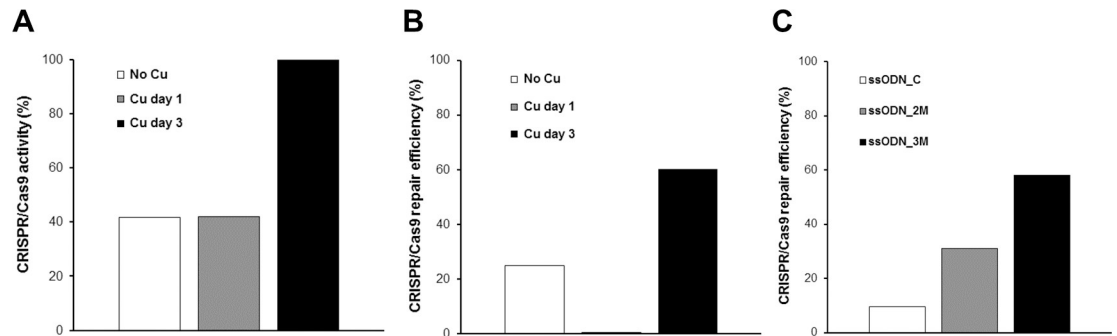 A
CRISPR/Cas9 activity (%)
100
80
60
40
20
0
No Cu
Cu day 1
Cu day 3
B
CRISPR/Cas9 repair efficiency (%)
100
80
60
40
20
0
No Cu
Cu day 1
Cu day 3
C
CRISPR/Cas9 repair efficiency (%)
100
80
60
40
20
0
ssODN_C
ssODN_2M
ssODN_3M